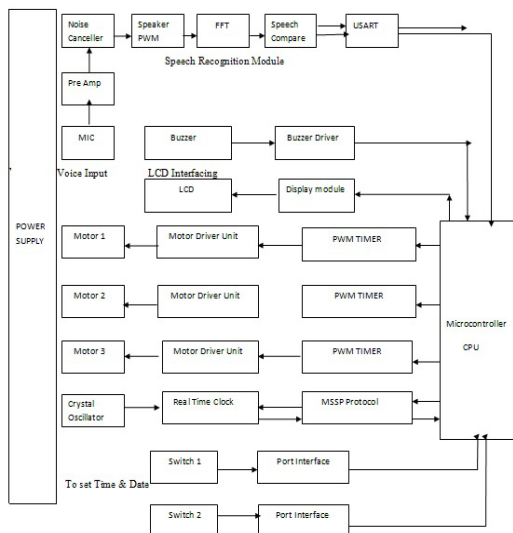 Noise
Canceller
Speaker
PWM
FFT
Speech
Compare
USART
Speech Recognition Module
Pre Amp
MIC
Buzzer
Buzzer Driver
Voice Input
LCD Interfacing
LCD
Display module
POWER
SUPPLY
Motor 1
Motor Driver Unit
PWM TIMER
Motor 2
Motor Driver Unit
PWM TIMER
Microcontroller
CPU
Motor 3
Motor Driver Unit
PWM TIMER
Crystal
Oscillator
Real Time Clock
MSSP Protocol
Switch 1
Port Interface
To set Time & Date
Switch 2
Port Interface